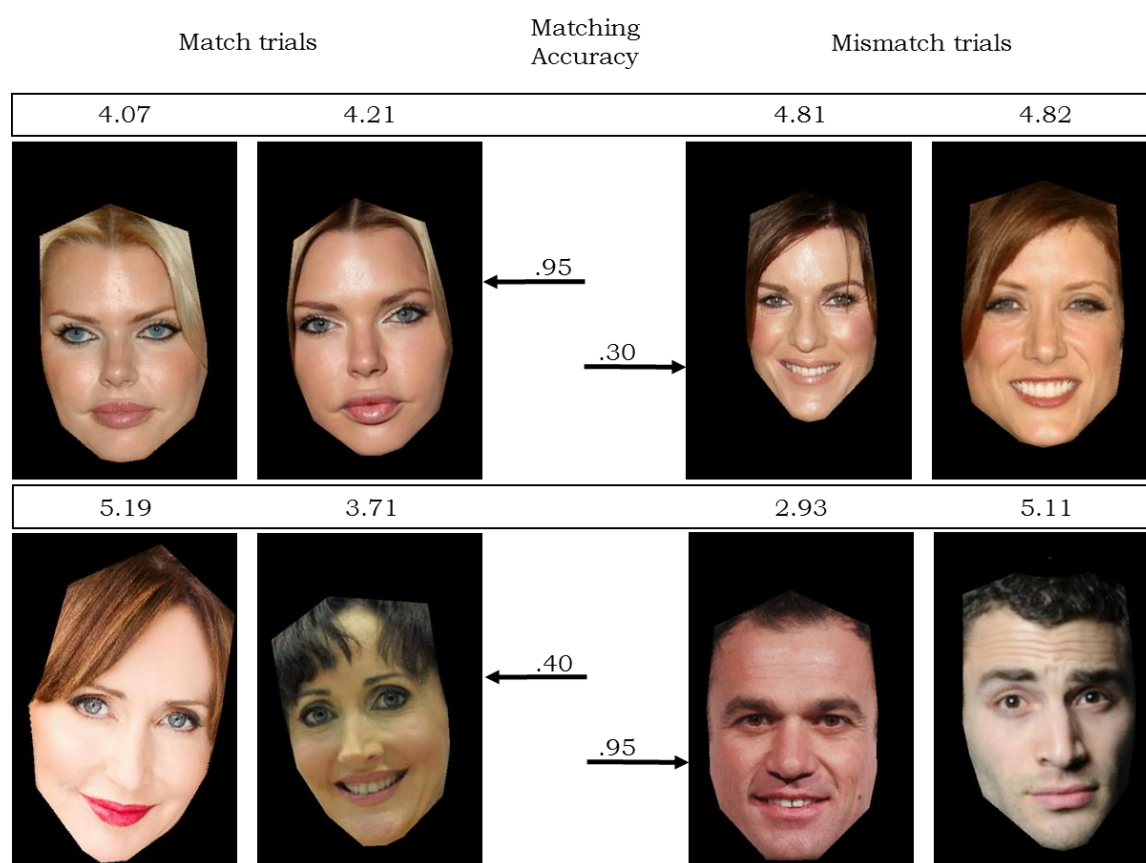 Match trials
Matching
Accuracy
Mismatch trials
4.07 4.21 4.81 4.82
.95
.30
5.19 3.71 2.93 5.11
.40
.95